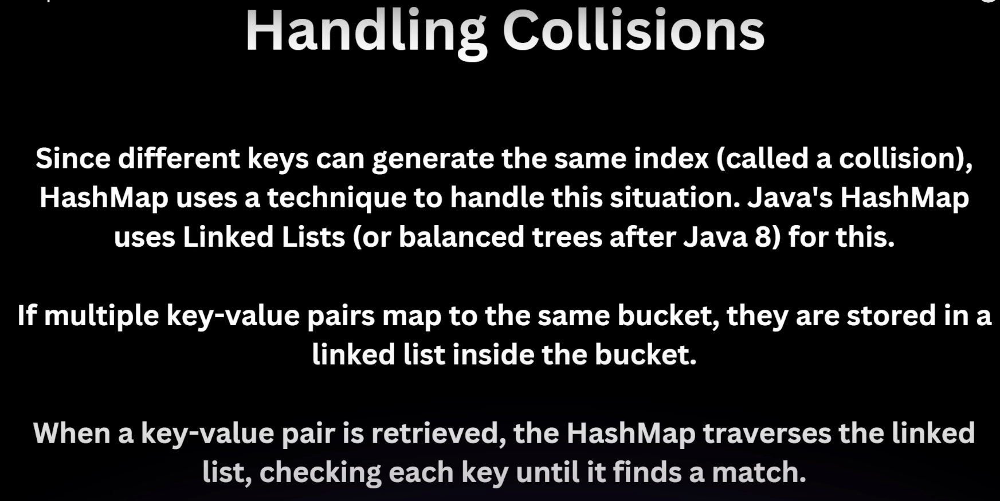 Handling Collisions
Since different keys can generate the same index (called a collision),
HashMap uses a technique to handle this situation. Java's HashMap
uses Linked Lists (or balanced trees after Java 8) for this.
If multiple key-value pairs map to the same bucket, they are stored in a
linked list inside the bucket.
When a key-value pair is retrieved, the HashMap traverses the linked
list, checking each key until it finds a match.